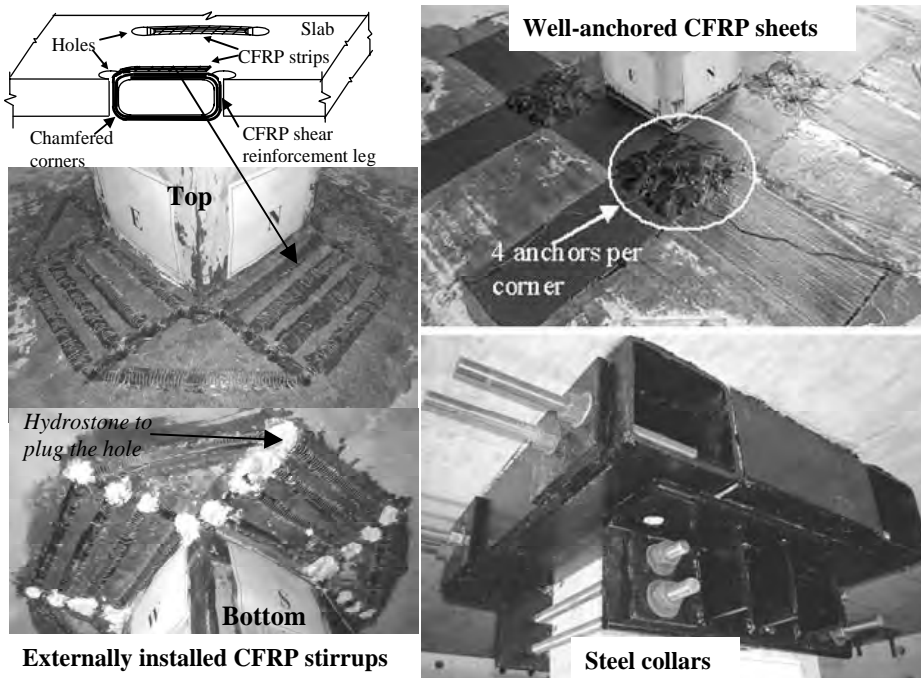 Holes
Slab
CFRP strips
Chamfered
corners
CFRP shear
reinforcement leg
Top
E
N
Hydrostone to
plug the hole
W
S
Bottom
Externally installed CFRP stirrups
Well-anchored CFRP sheets
N
4 anchors per
corner
Steel collars